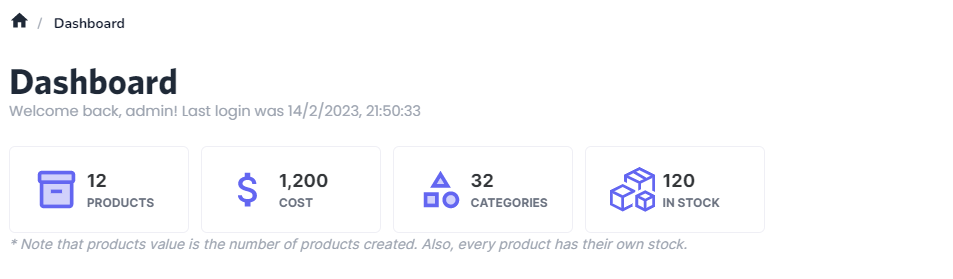 / Dashboard
Dashboard
Welcome back, admin! Last login was 14/2/2023, 21:50:33
12
PRODUCTS
1,200
COST
32
CATEGORIES
120
IN STOCK
* Note that products value is the number of products created. Also, every product has their own stock.